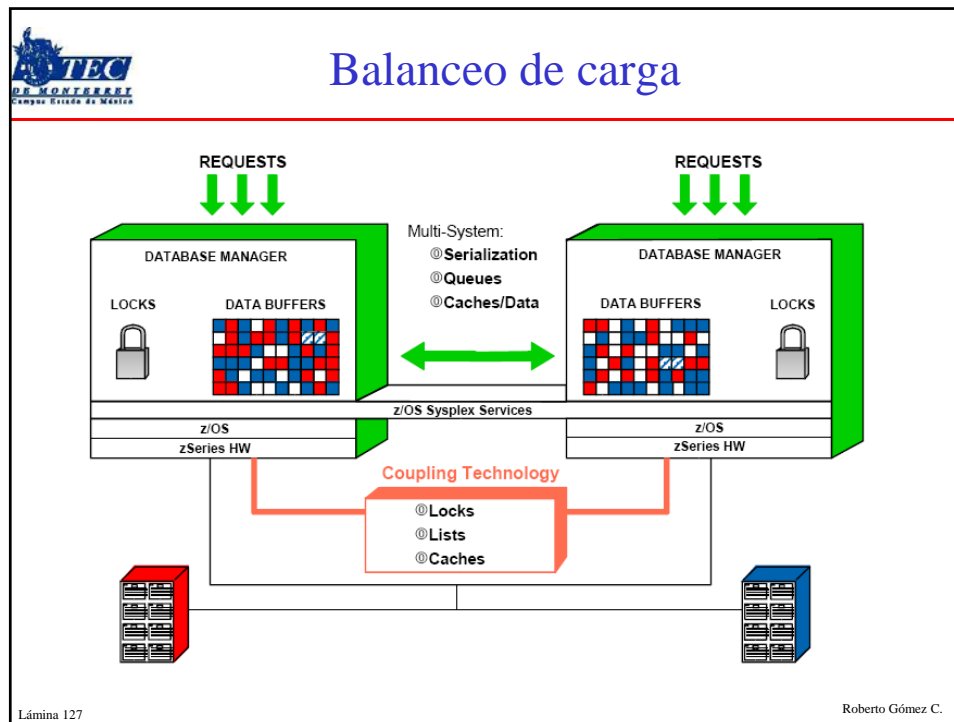 TEC
DE MONTERREY
Campus Estado de México
Balanceo de carga
REQUESTS
REQUESTS
DATABASE MANAGER
LOCKS
DATA BUFFERS
Multi-System:
Serialization
Queues
Caches/Data
DATABASE MANAGER
DATA BUFFERS
LOCKS
z/OS Sysplex Services
z/OS
zSeries HW
z/OS
zSeries HW
Coupling Technology
Locks
Lists
Caches
Lámina 127
Roberto Gómez C.